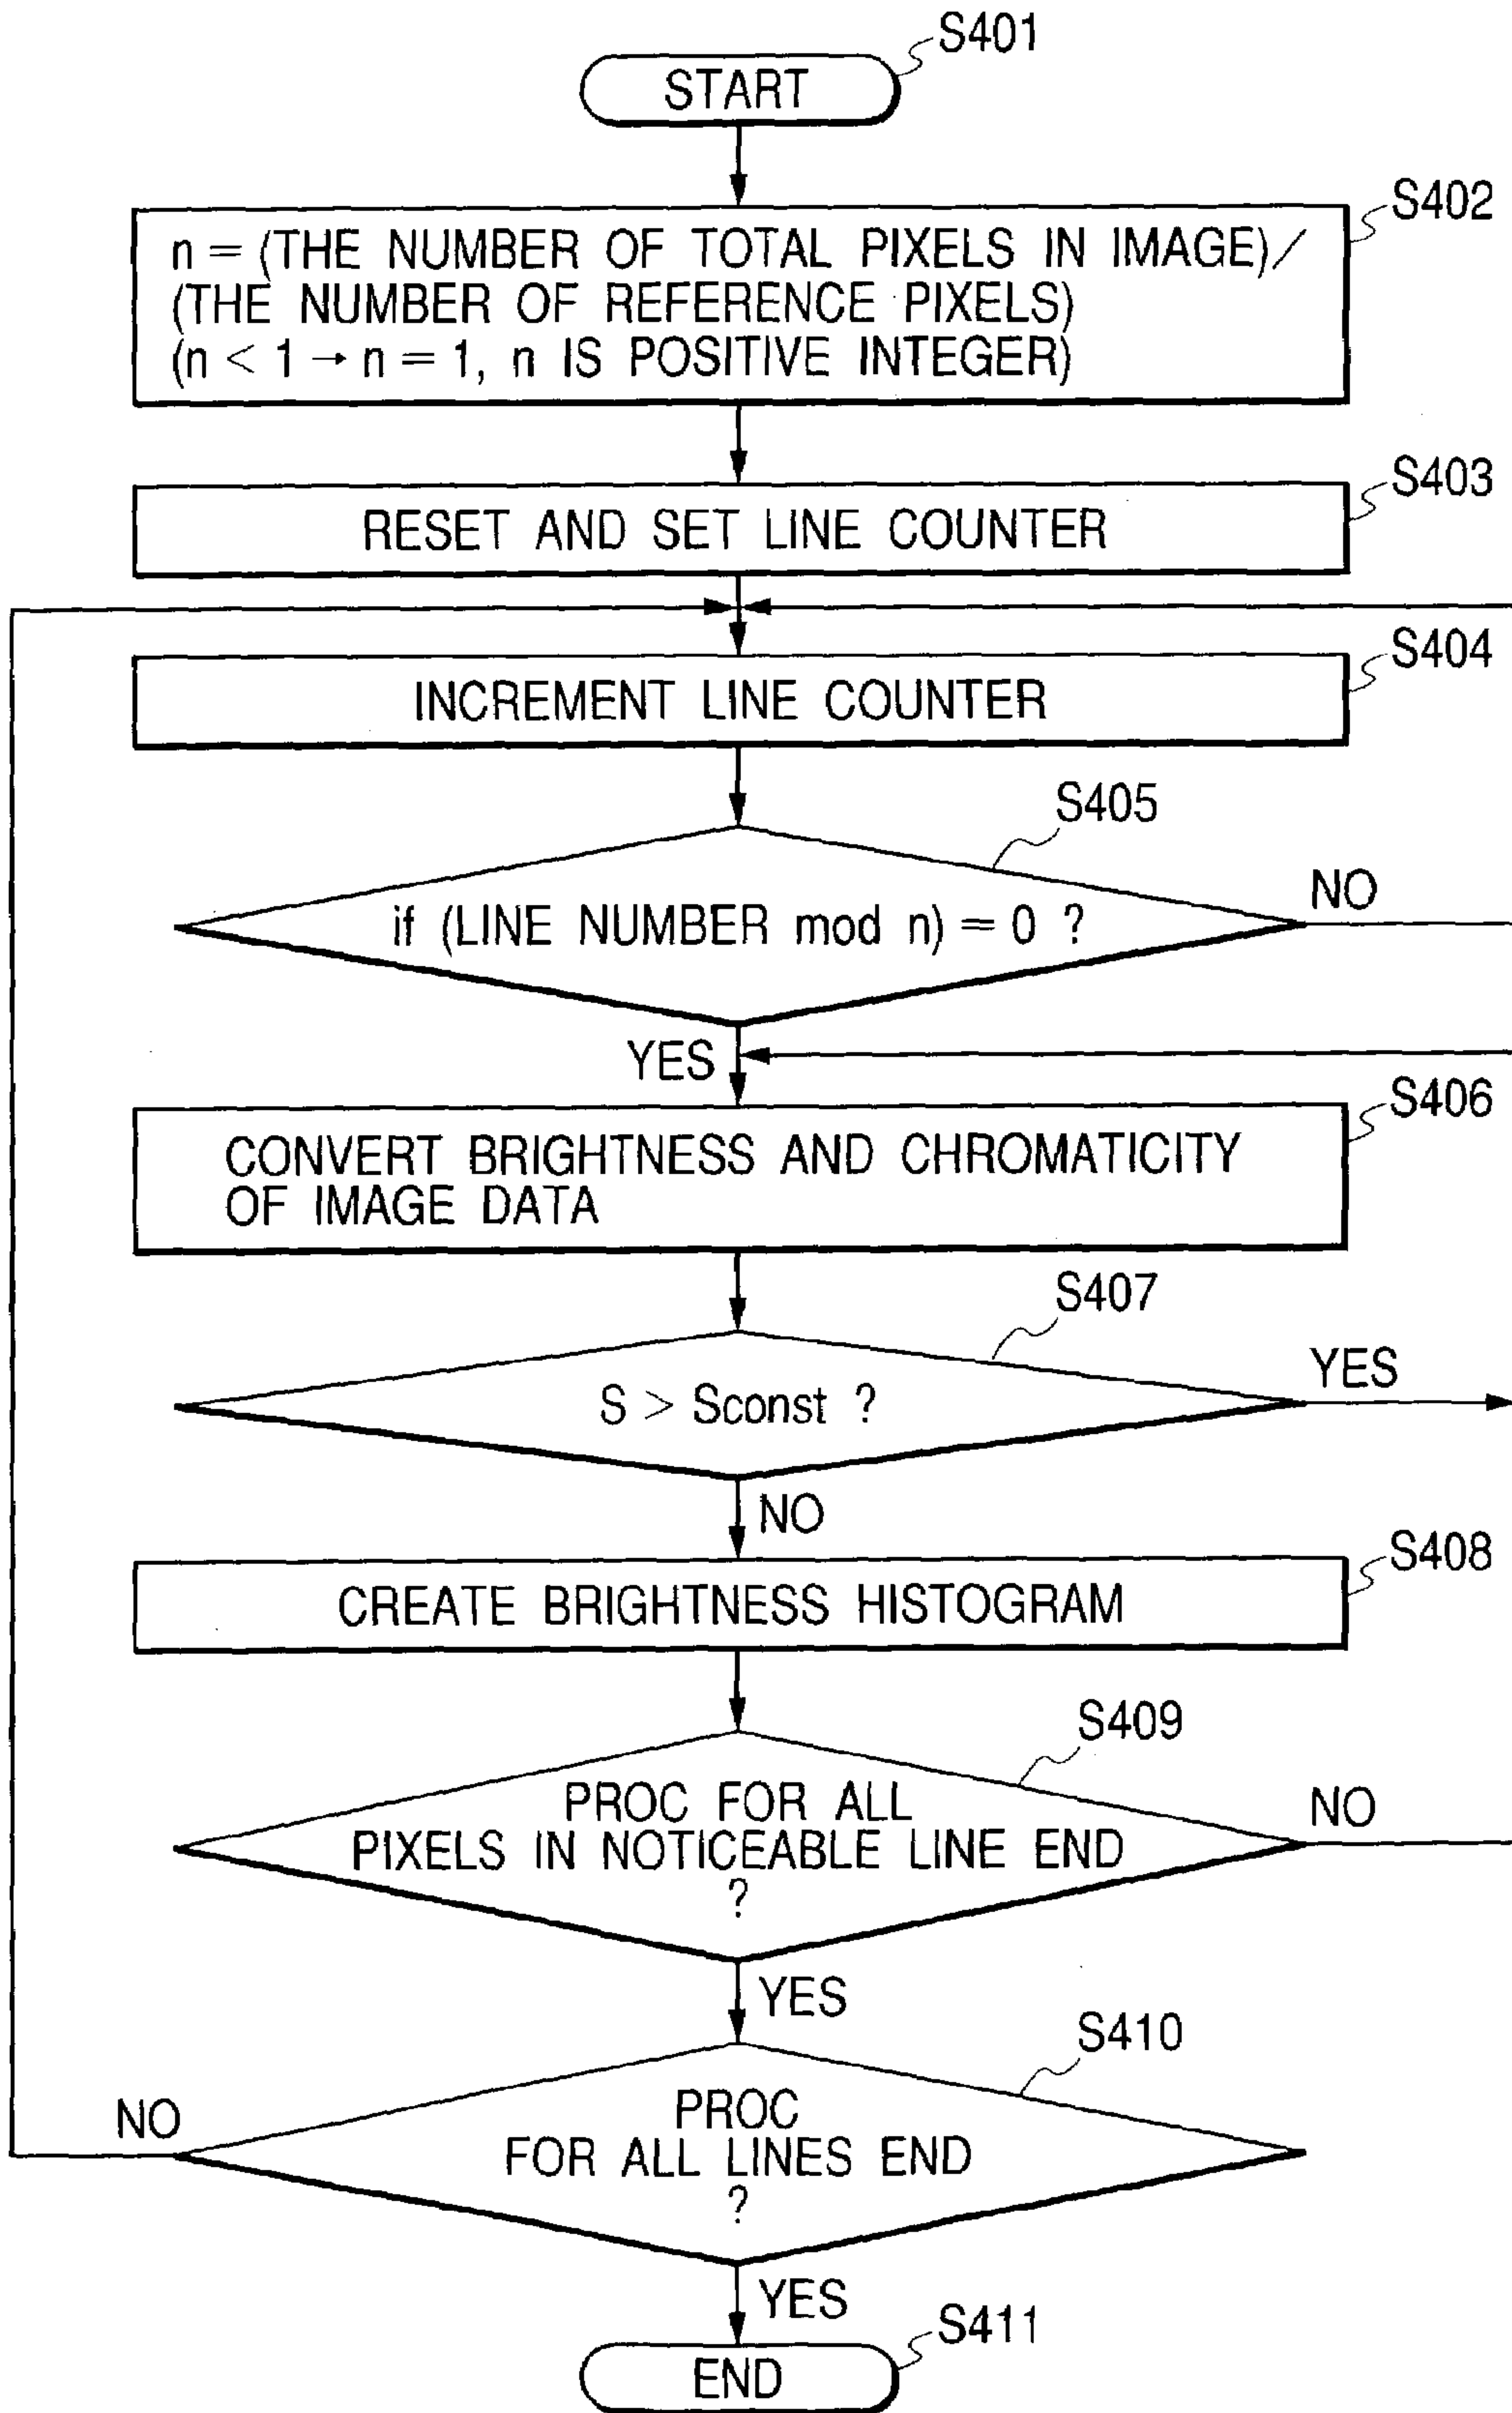 S401
START
S402
n = (THE NUMBER OF TOTAL PIXELS IN IMAGE)/
(THE NUMBER OF REFERENCE PIXELS)
(n < 1 → n = 1, n IS POSITIVE INTEGER)
S403
RESET AND SET LINE COUNTER
S404
INCREMENT LINE COUNTER
S405
if (LINE NUMBER mod n) = 0 ?
NO
YES
S406
CONVERT BRIGHTNESS AND CHROMATICITY
OF IMAGE DATA
S407
S > Sconst ?
YES
NO
S408
CREATE BRIGHTNESS HISTOGRAM
S409
PROC FOR ALL
PIXELS IN NOTICEABLE LINE END
?
NO
YES
S410
PROC
FOR ALL LINES END
?
NO
YES
S411
END